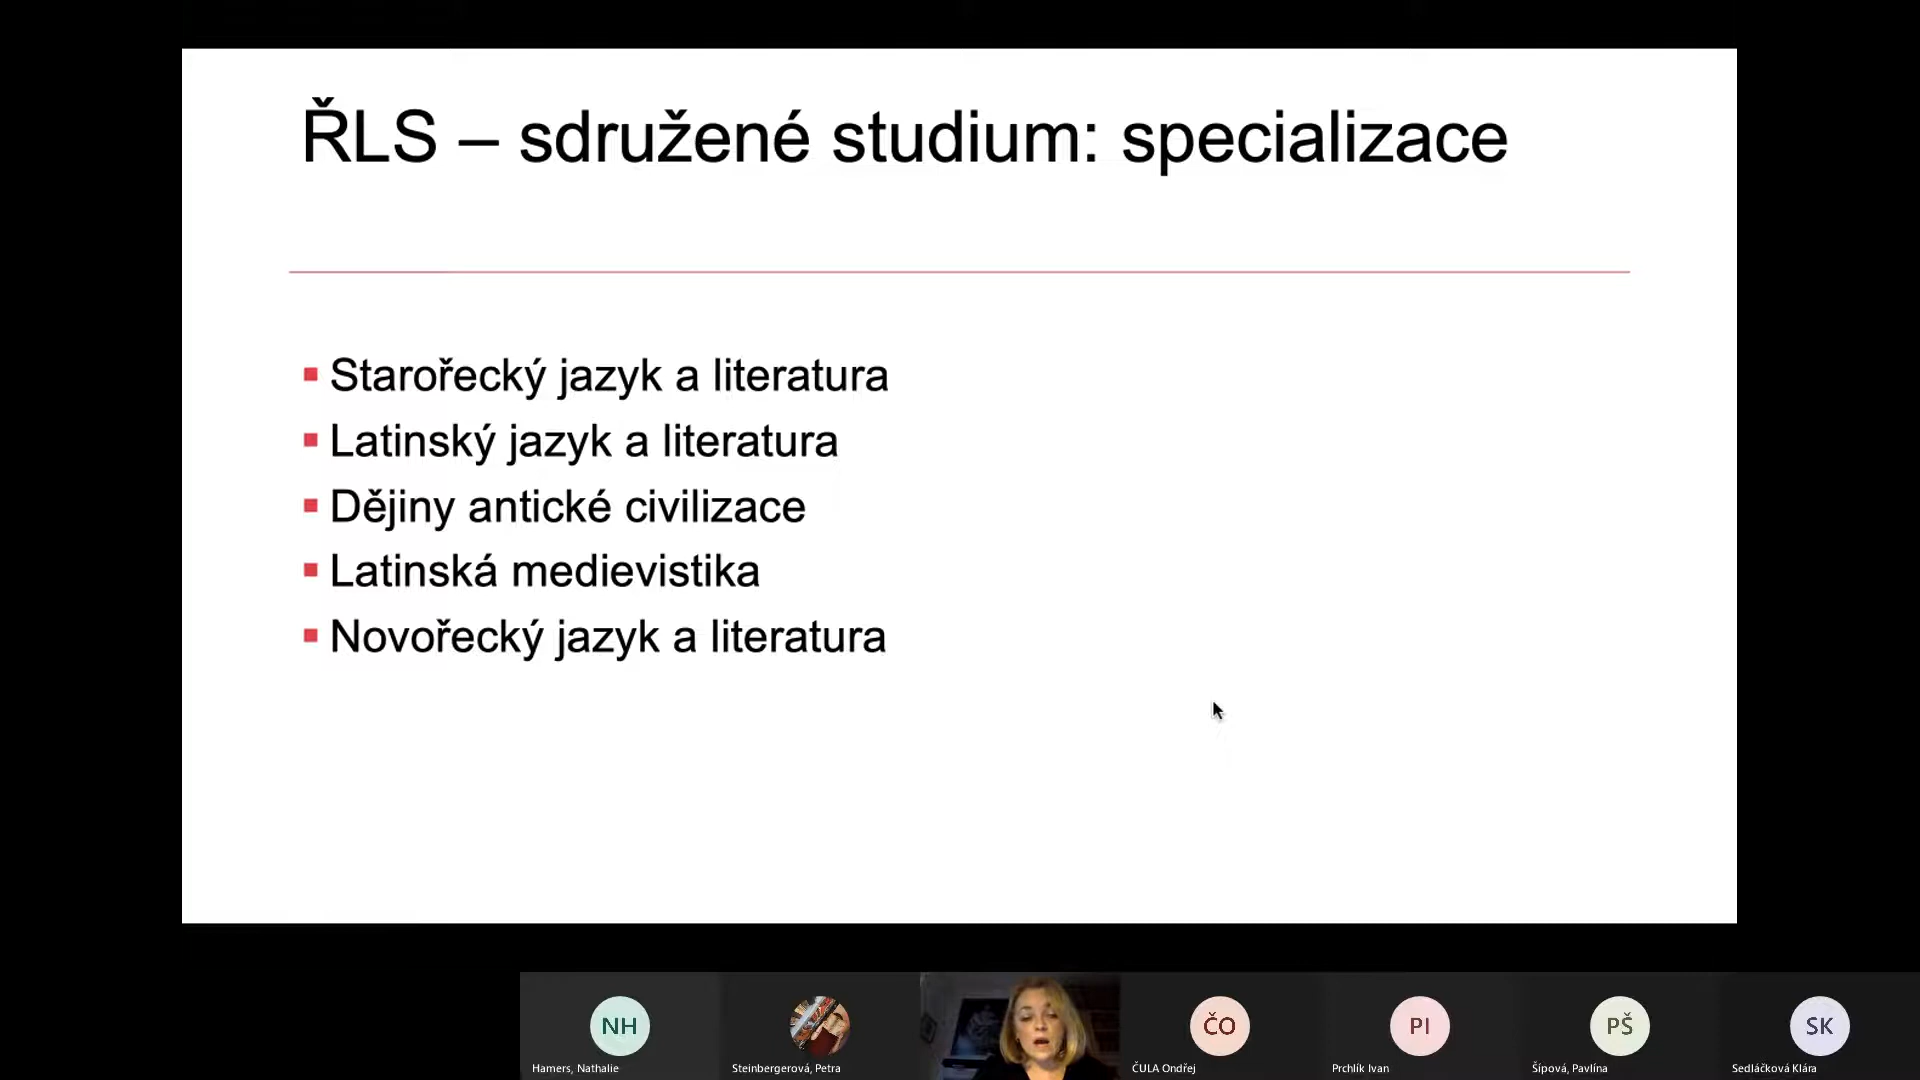 ŘLS – sdružené studium: specializace
Starořecký jazyk a literatura
Latinský jazyk a literatura
Dějiny antické civilizace
Latinská medievistika
Novořecký jazyk a literatura
NH
ČO
PI
PŠ
SK
Hamers, Nathalie
Steinbergerová, Petra
ČULA Ondřej
Prchlík Ivan
Šípová, Pavlína
Sedláčková Klára